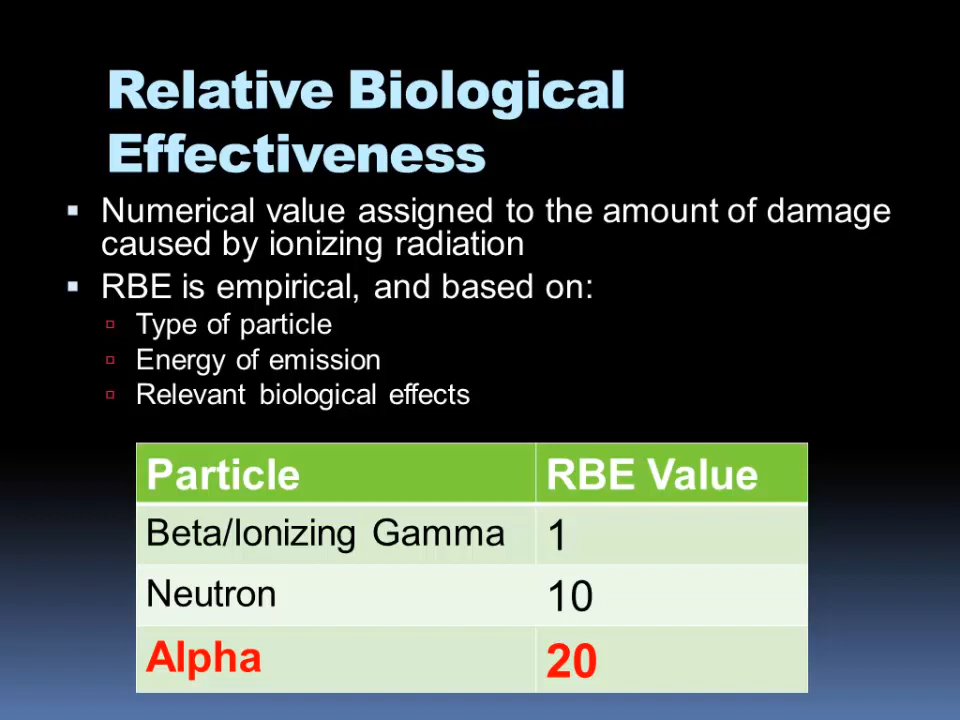 Relative Biological
Effectiveness
Numerical value assigned to the amount of damage
caused by ionizing radiation
RBE is empirical, and based on:
Type of particle
Energy of emission
Relevant biological effects
Particle RBE Value
Beta/Ionizing Gamma 1
Neutron 10
Alpha 20